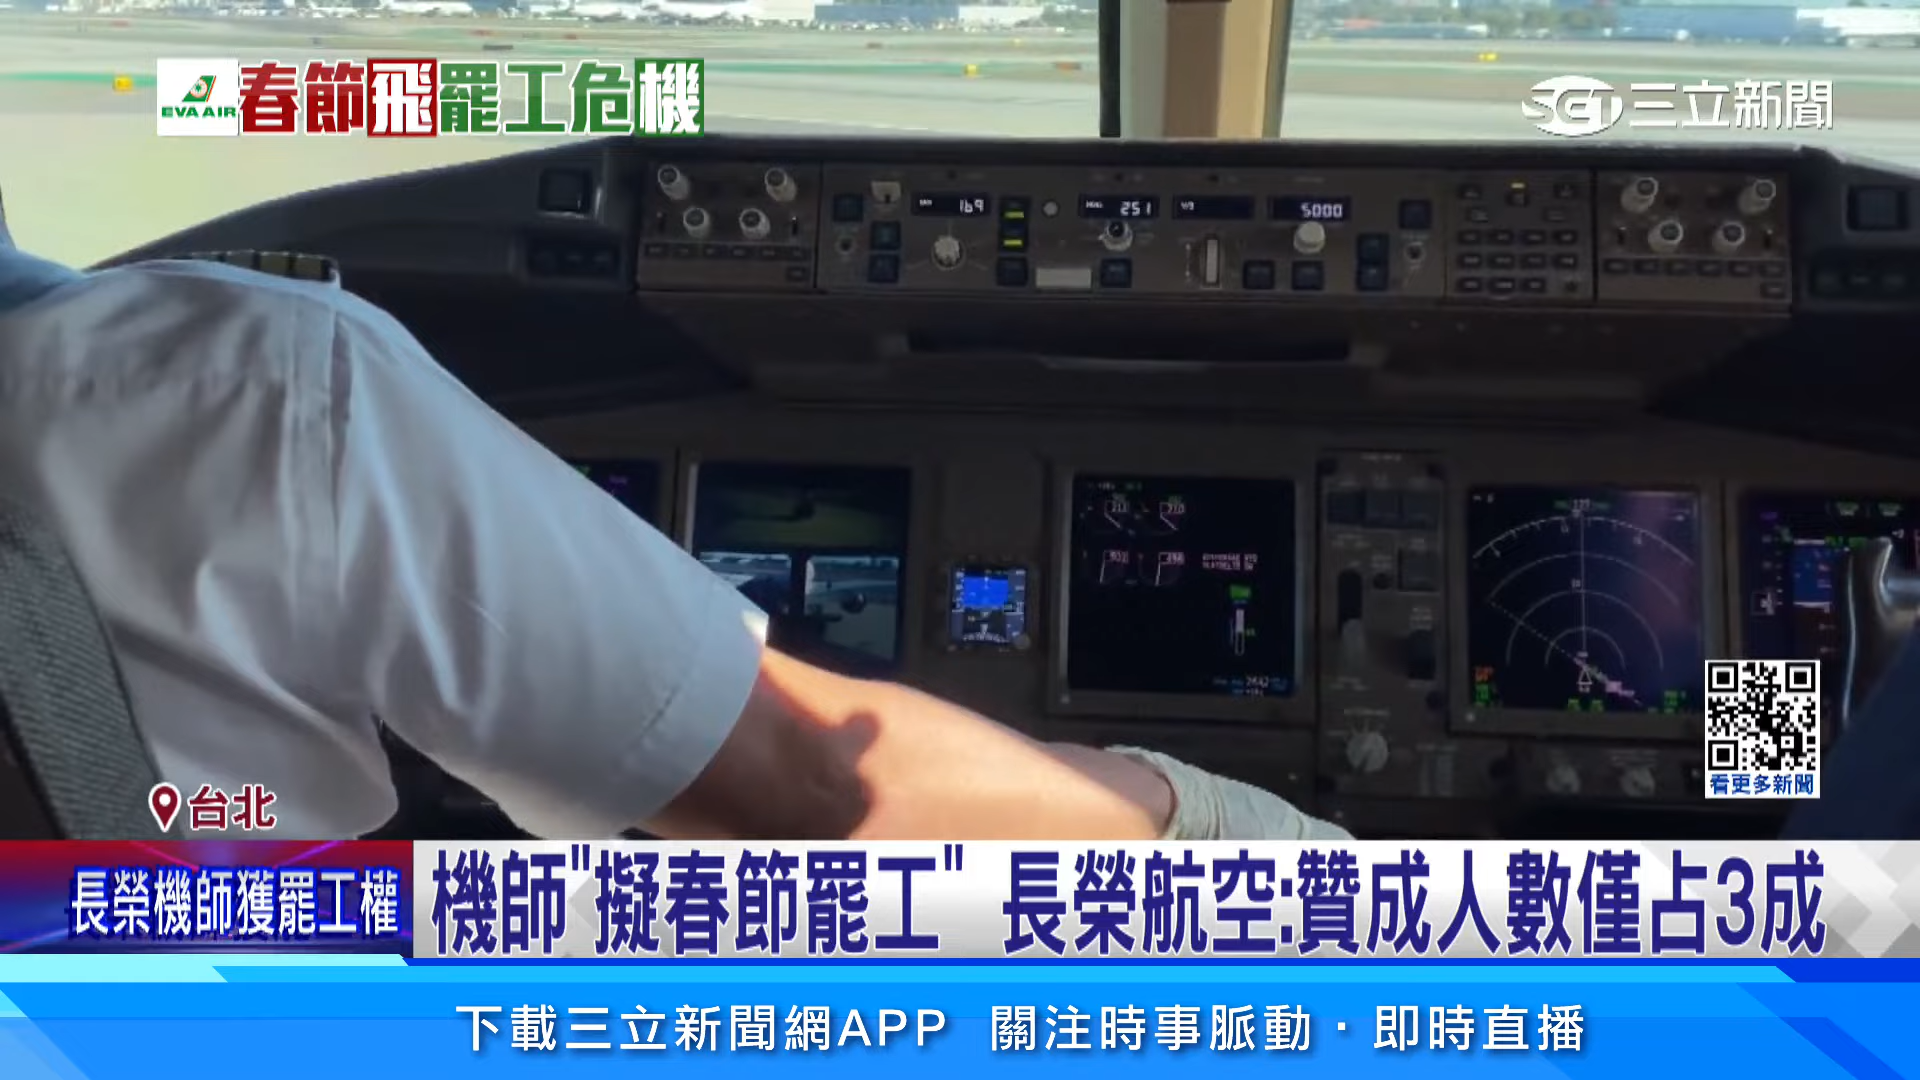 EVA AIR
春節飛罷工危機
SET三立新聞
169
251
V/S
5000
看更多新聞
台北
長榮機師獲罷工權
機師"擬春節罷工" 長榮航空:贊成人數僅占3成
下載三立新聞網APP 關注時事脈動・即時直播